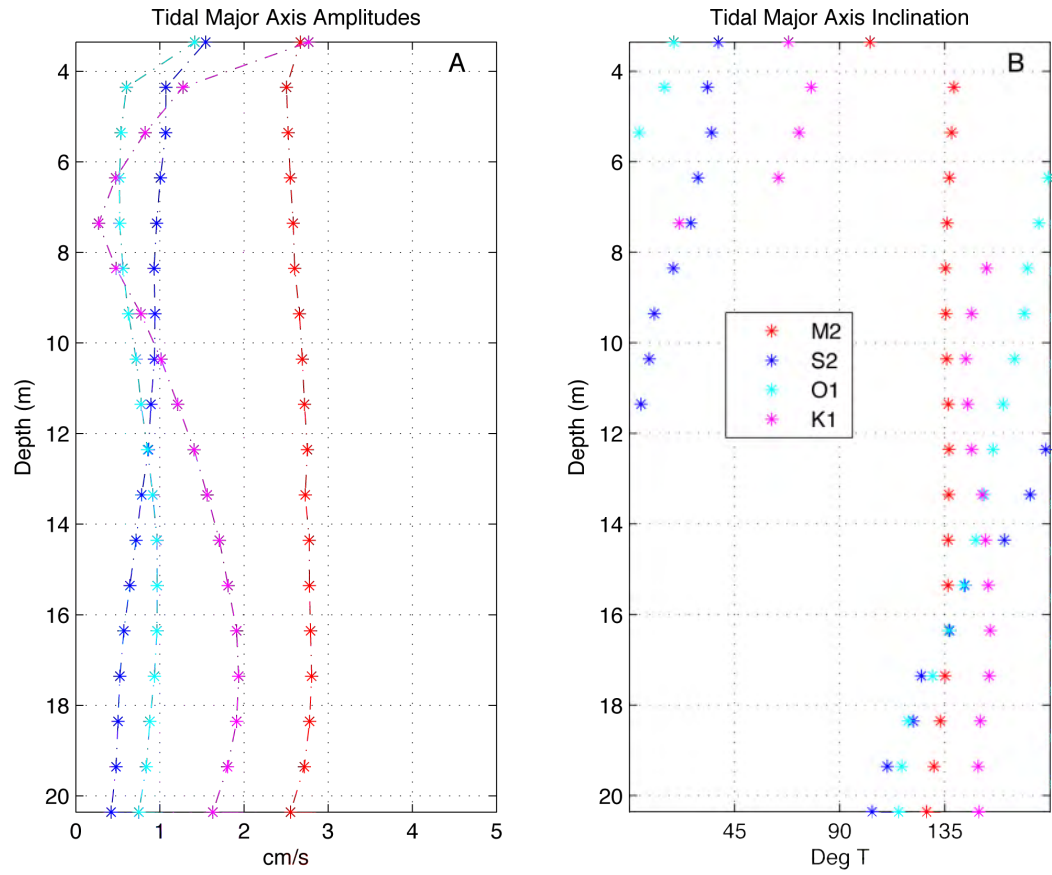 Tidal Major Axis Amplitudes
A
4
6
8
10
12
14
16
18
20
Depth (m)
0 1 2 3 4 5
cm/s
Tidal Major Axis Inclination
B
4
6
8
10
12
14
16
18
20
Depth (m)
M2
S2
O1
K1
45 90 135
Deg T